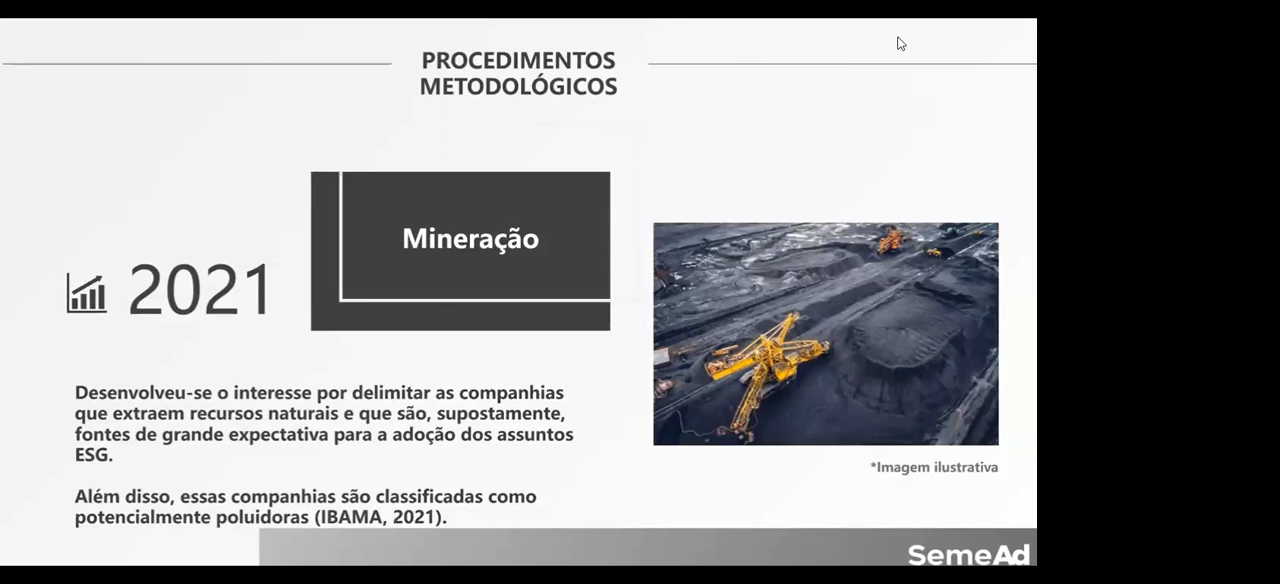 PROCEDIMENTOS
METODOLÓGICOS
Mineração
2021
Desenvolveu-se o interesse por delimitar as companhias
que extraem recursos naturais e que são, supostamente,
fontes de grande expectativa para a adoção dos assuntos
ESG.
Além disso, essas companhias são classificadas como
potencialmente poluidoras (IBAMA, 2021).
*Imagem ilustrativa
SemeAd